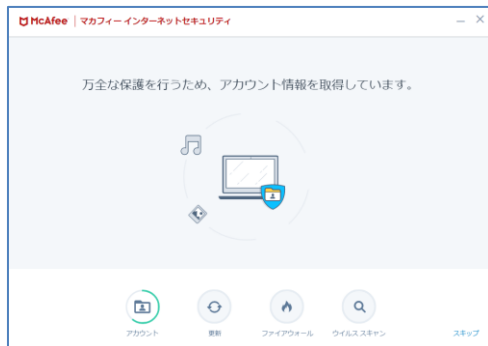 McAfee | マカフィー インターネットセキュリティ
万全な保護を行うため、アカウント情報を取得しています。
アカウント 更新 ファイアウォール ウイルス スキャン スキップ